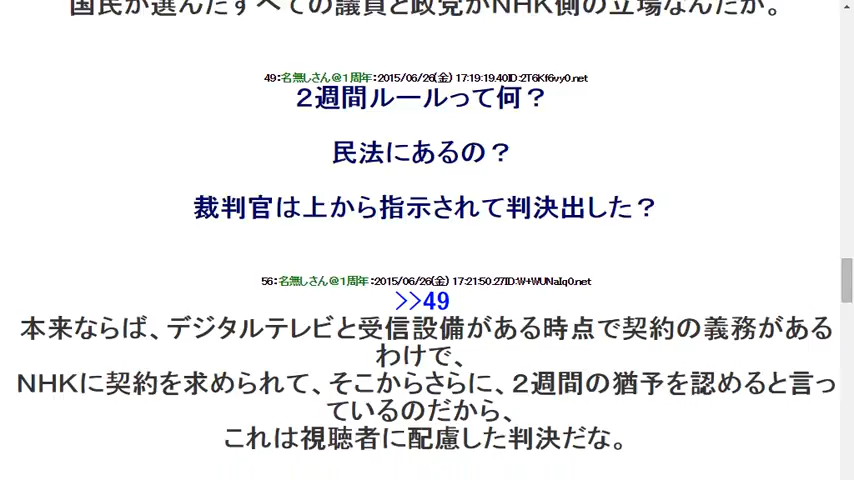 国民が選んだすべての議員と政党がNHK側の立場なんだが。
49:名無しさん@1周年:2015/06/26(金) 17:19:19.40ID:2T6Kf6vy0.net
２週間ルールって何？
民法にあるの？
裁判官は上から指示されて判決出した？
56:名無しさん@1周年:2015/06/26(金) 17:21:50.27ID:W+WUNaIq0.net
>>49
本来ならば、デジタルテレビと受信設備がある時点で契約の義務がある
わけで、
NHKに契約を求められて、そこからさらに、２週間の猶予を認めると言っ
ているのだから、
これは視聴者に配慮した判決だな。